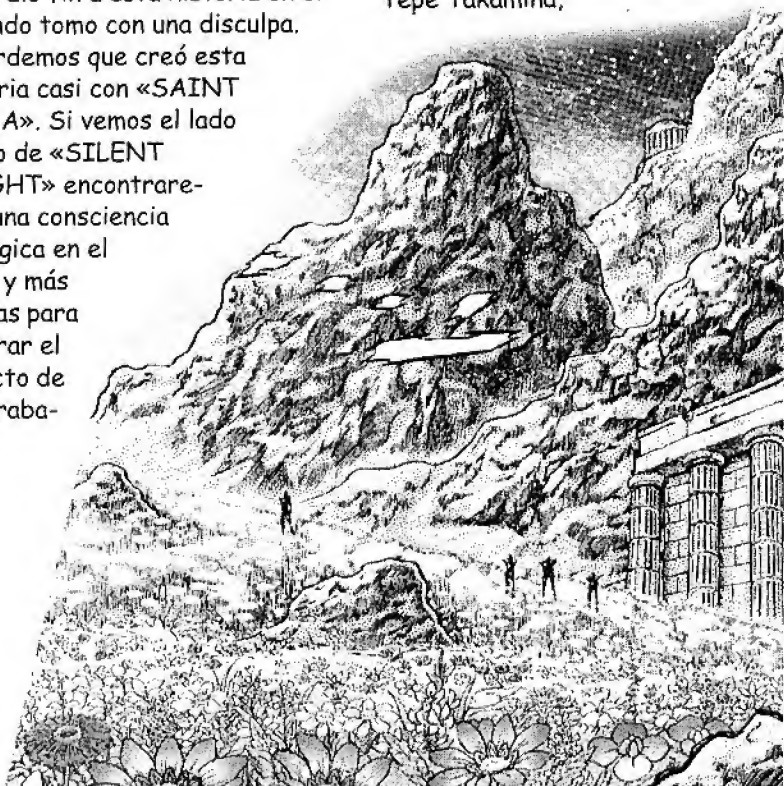 ndo tomo con una disculpa.
rdemos que creó esta
ria casi con «SAINT
A». Si vemos el lado
o de «SILENT
GHT» encontrare-
una consciencia
gica en el
y más
as para
rar el
cto de
raba-
Tepe Takamina,